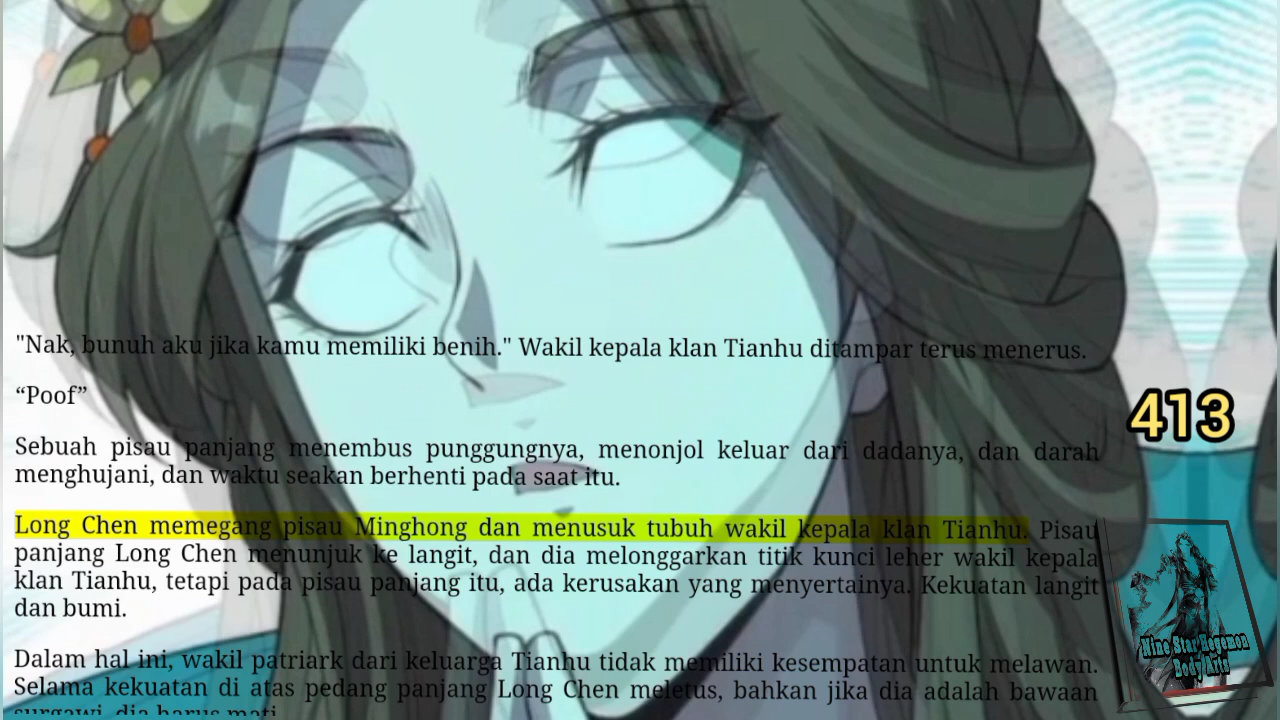 "Nak, bunuh aku jika kamu memiliki benih." Wakil kepala klan Tianhu ditampar terus menerus.
“Poof”
Sebuah pisau panjang menembus punggungnya, menonjol keluar dari dadanya, dan darah
menghujani, dan waktu seakan berhenti pada saat itu.
Long Chen memegang pisau Minghong dan menusuk tubuh wakil kepala klan Tianhu. Pisau
panjang Long Chen menunjuk ke langit, dan dia melonggarkan titik kunci leher wakil kepala
klan Tianhu, tetapi pada pisau panjang itu, ada kerusakan yang menyertainya. Kekuatan langit
dan bumi.
Dalam hal ini, wakil patriark dari keluarga Tianhu tidak memiliki kesempatan untuk melawan.
Selama kekuatan di atas pedang panjang Long Chen meletus, bahkan jika dia adalah bawaan
surgawi, dia harus mati.
413
Nine Star Hegemon
Body Arts